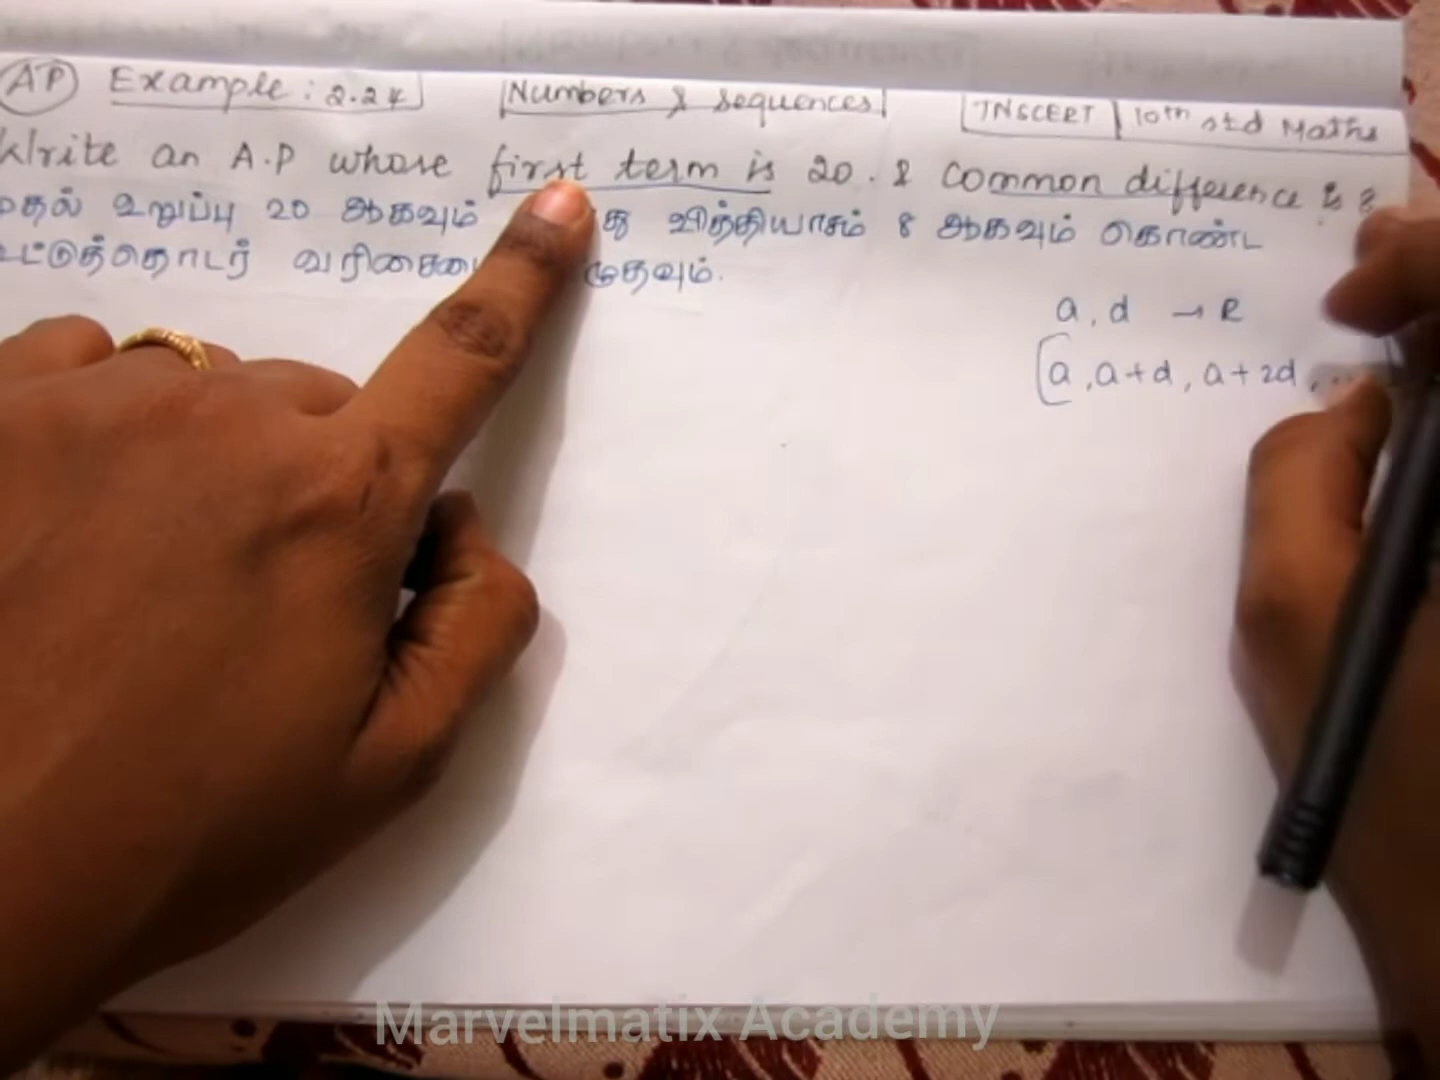 AP Example: 2.24 Numbers & Sequences TNSCERT 10th std Maths
Write an A.P whose first term is 20. & common difference is 8
முதல் உறுப்பு 20 ஆகவும் வித்தியாசம் 8 ஆகவும் கொண்ட
கூட்டுத்தொடர்
a, d → R
[a, a+d, a+2d, ...
Marvelmatix Academy